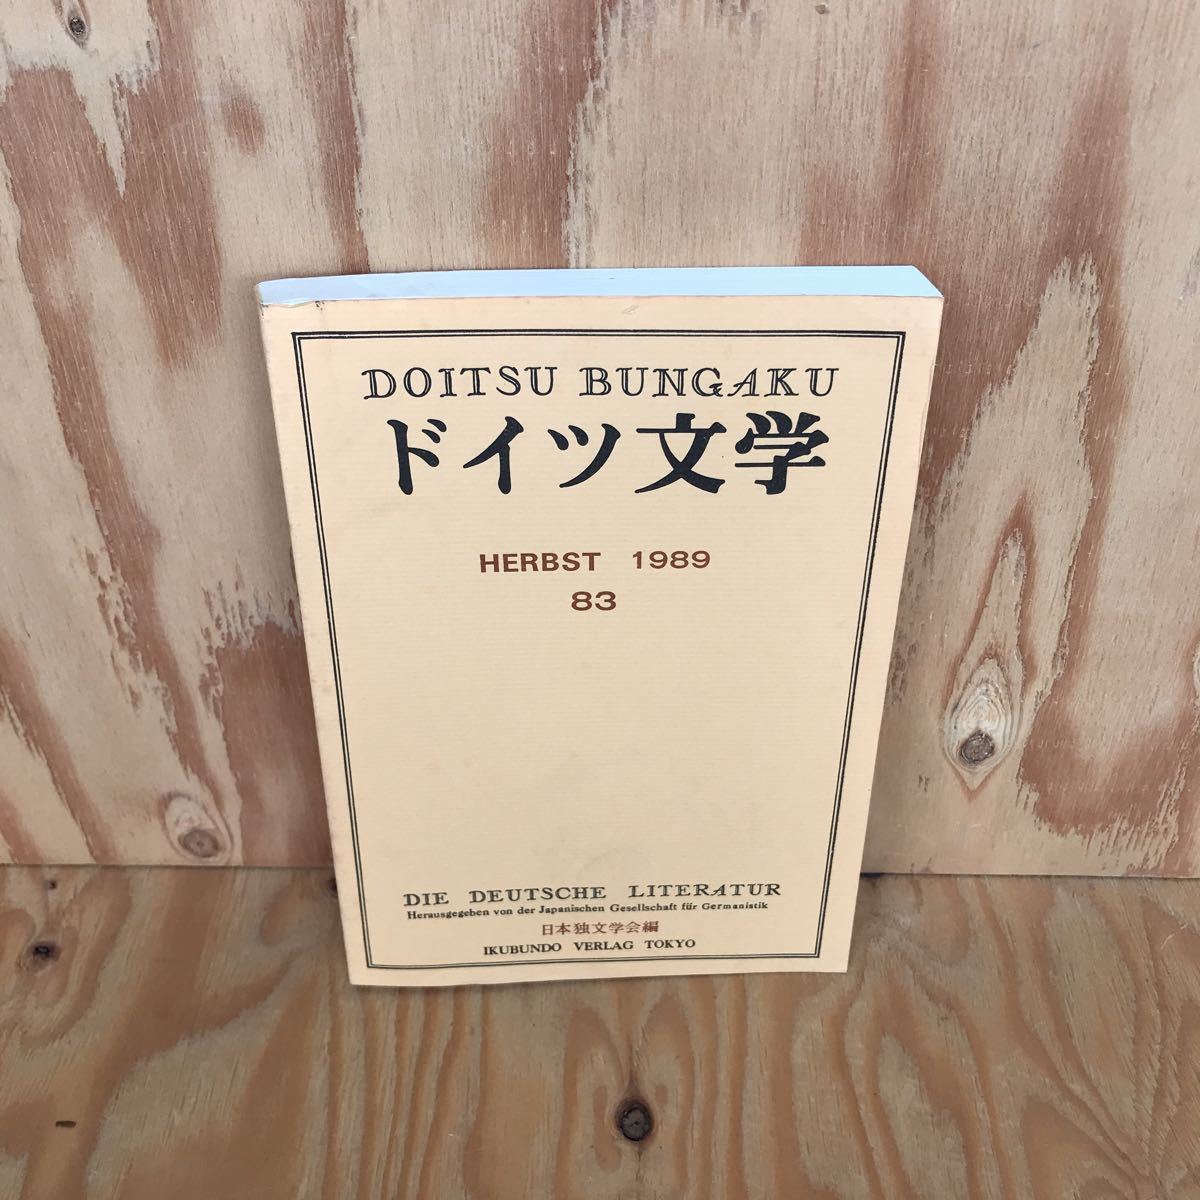 DOITSU BUNGAKU
ドイツ文学
HERBST 1989
83
DIE DEUTSCHE LITERATUR
Herausgegeben von der Japanischen Gesellschaft für Germanistik
日本独文学会編
IKUBUNDO VERLAG TOKYO